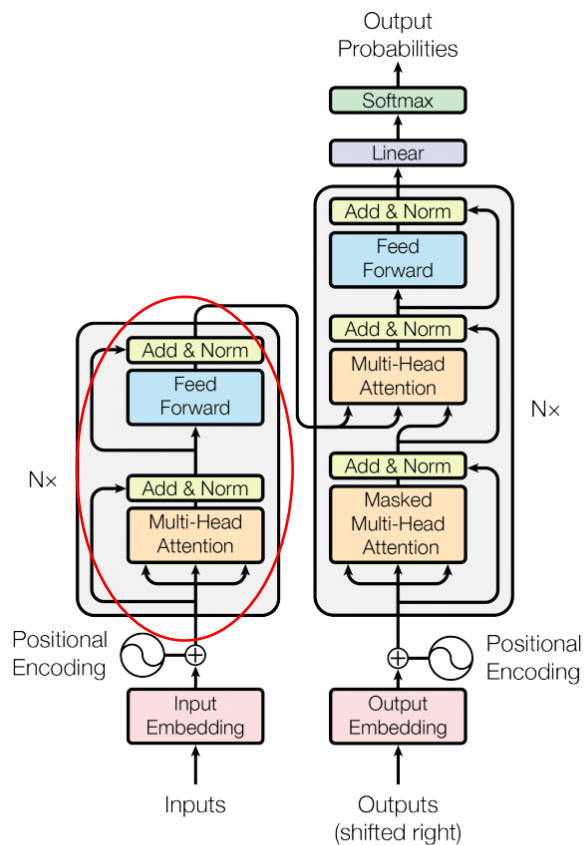 Output
Probabilities
Softmax
Linear
Add & Norm
Feed
Forward
Add & Norm
Multi-Head
Attention
Add & Norm
Masked
Multi-Head
Attention
N×
Add & Norm
Feed
Forward
Add & Norm
Multi-Head
Attention
N×
Positional
Encoding
Positional
Encoding
Input
Embedding
Output
Embedding
Inputs
Outputs
(shifted right)